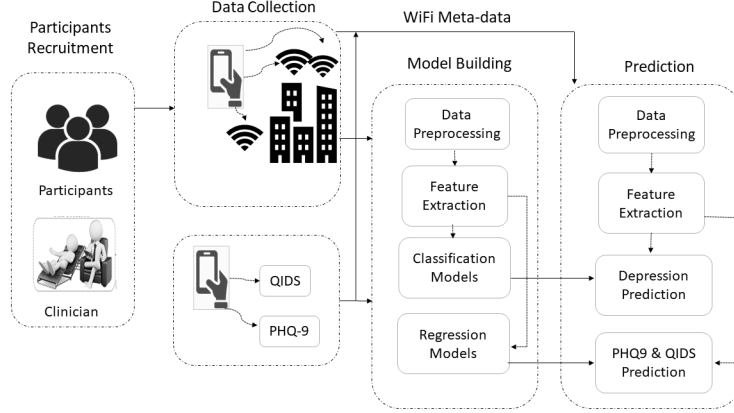 Participants
Recruitment
Participants
Clinician
Data Collection
QIDS
PHQ-9
WiFi Meta-data
Model Building
Data
Preprocessing
Feature
Extraction
Classification
Models
Regression
Models
Prediction
Data
Preprocessing
Feature
Extraction
Depression
Prediction
PHQ9 & QIDS
Prediction